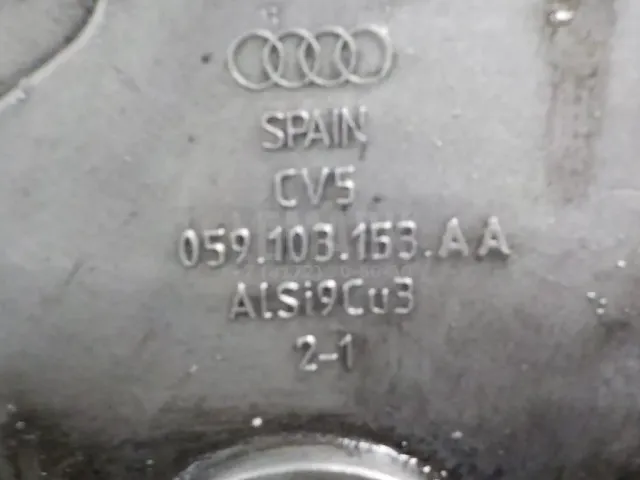 SPAIN
CV5
059.103.153.AA
AlSi9Cu3
2-1